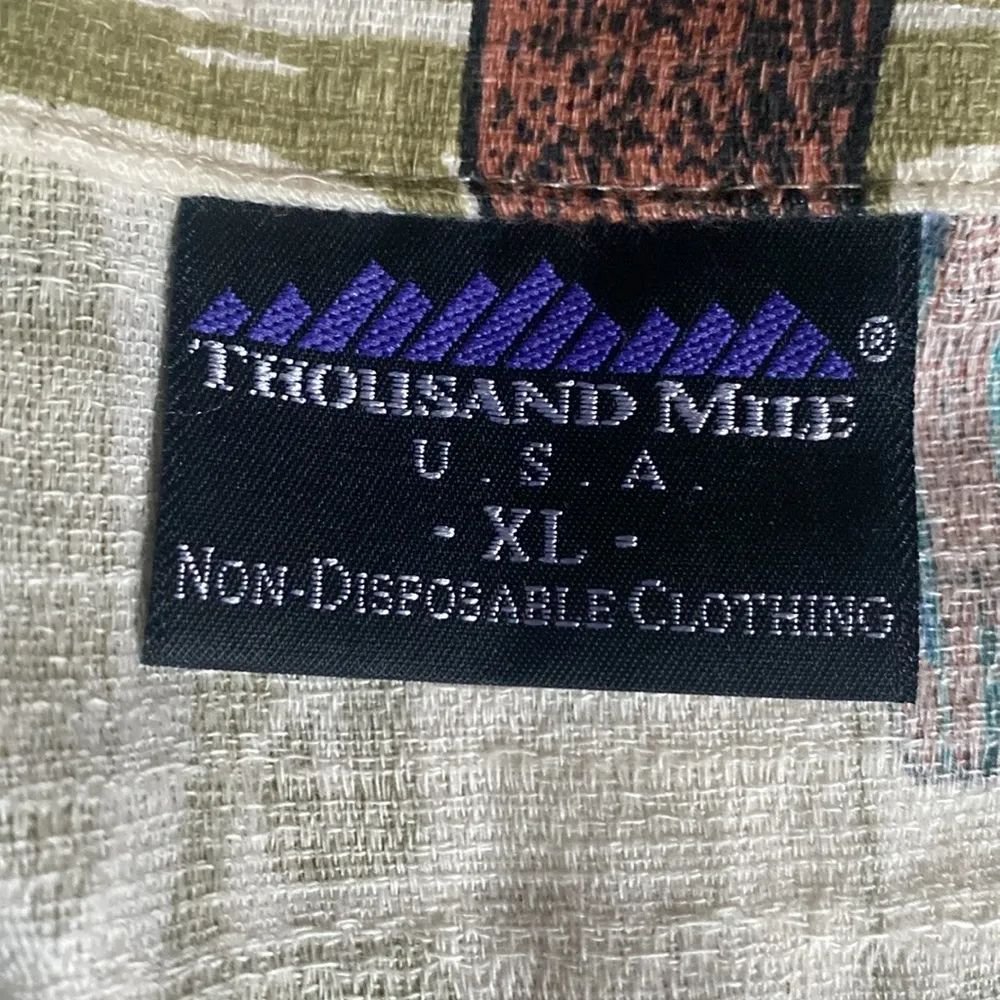 ®
THOUSAND MILE
U.S.A.
- XL -
NON-DISPOSABLE CLOTHING